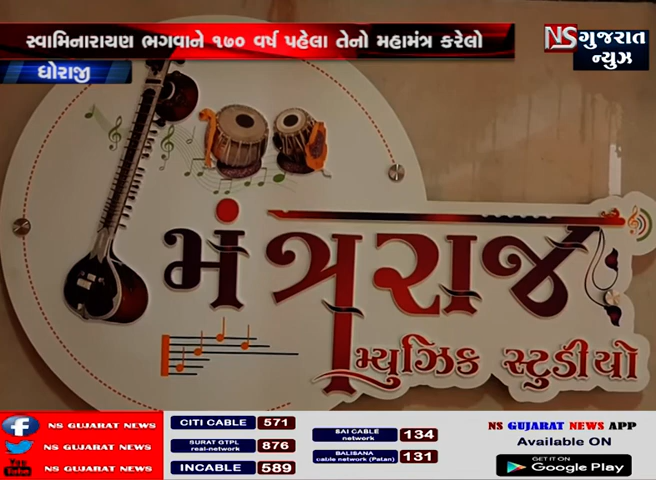 સ્વામિનારાયણ ભગવાને ૧૭૦ વર્ષ પહેલા તેનો મહામંત્ર કરેલો
ધોરાજી
NS ગુજરાત
ન્યુઝ
મંત્રરાજ
મ્યુઝિક સ્ટુડીયો
NS GUJARAT NEWS
NS GUJARAT NEWS
You Tube NS GUJARAT NEWS
CITI CABLE 571
SURAT GTPL real-network 876
INCABLE 589
SAI CABLE network 134
BALISANA cable network (Patan) 131
NS GUJARAT NEWS APP
Available ON
GET IT ON
Google Play